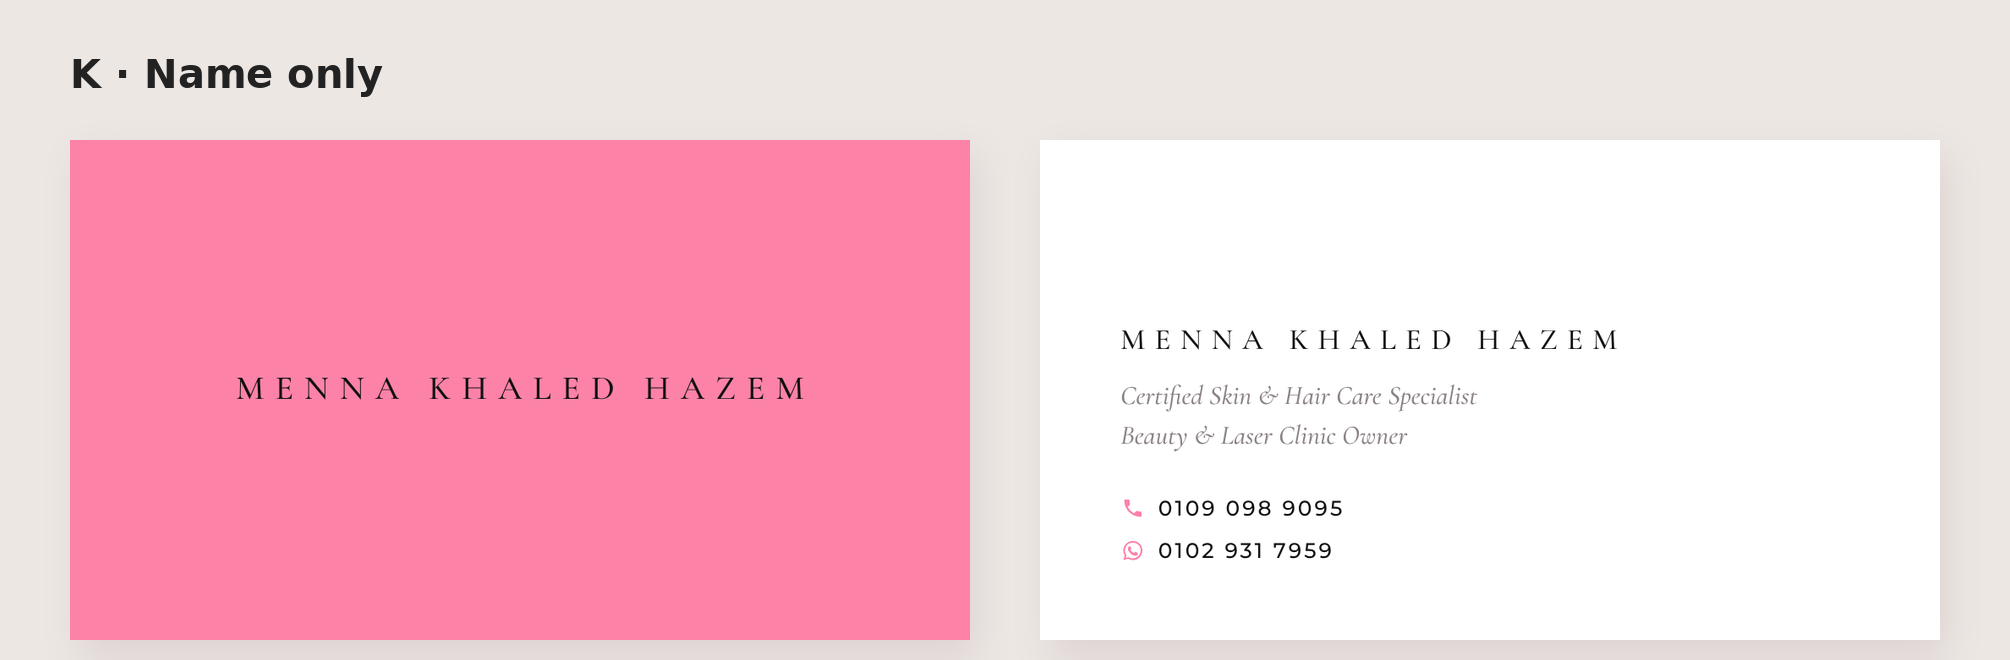 K · Name only
MENNA KHALED HAZEM
MENNA KHALED HAZEM
Certified Skin & Hair Care Specialist
Beauty & Laser Clinic Owner
0109 098 9095
0102 931 7959